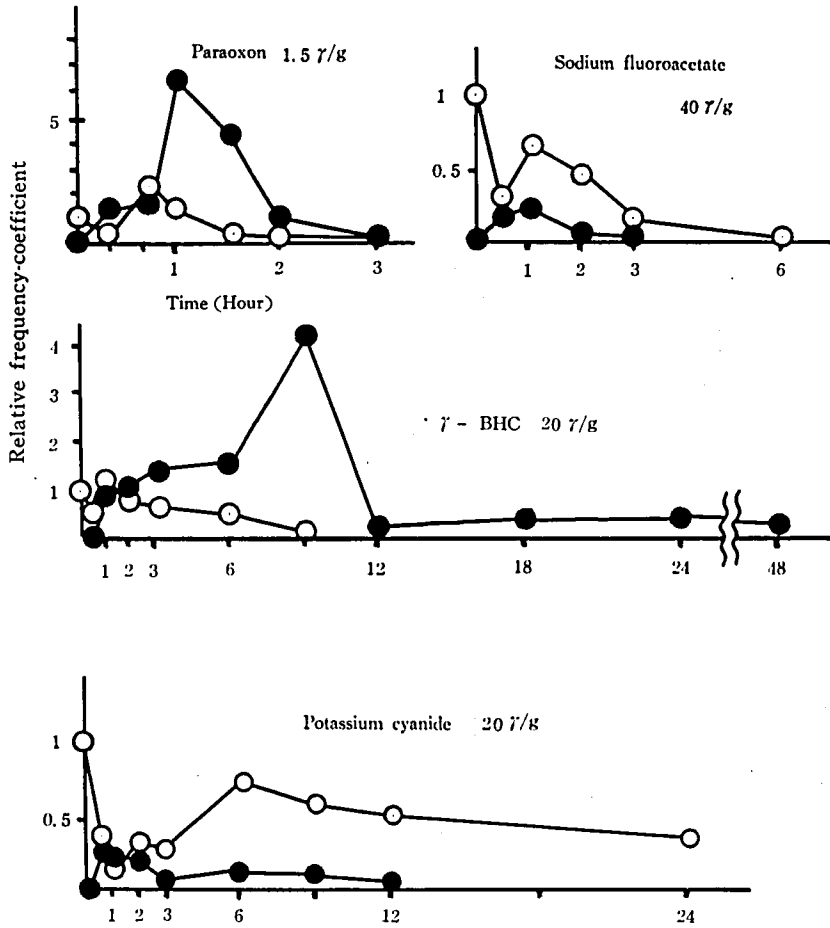 Relative frequency-coefficient
Paraoxon 1.5 γ/g
5
1 2 3
Time (Hour)
Sodium fluoroacetate
40 γ/g
1
0.5
1 2 3 6
γ - BHC 20 γ/g
4
3
2
1
1 2 3 6 12 18 24 48
Potassium cyanide 20 γ/g
1
0.5
1 2 3 6 12 24